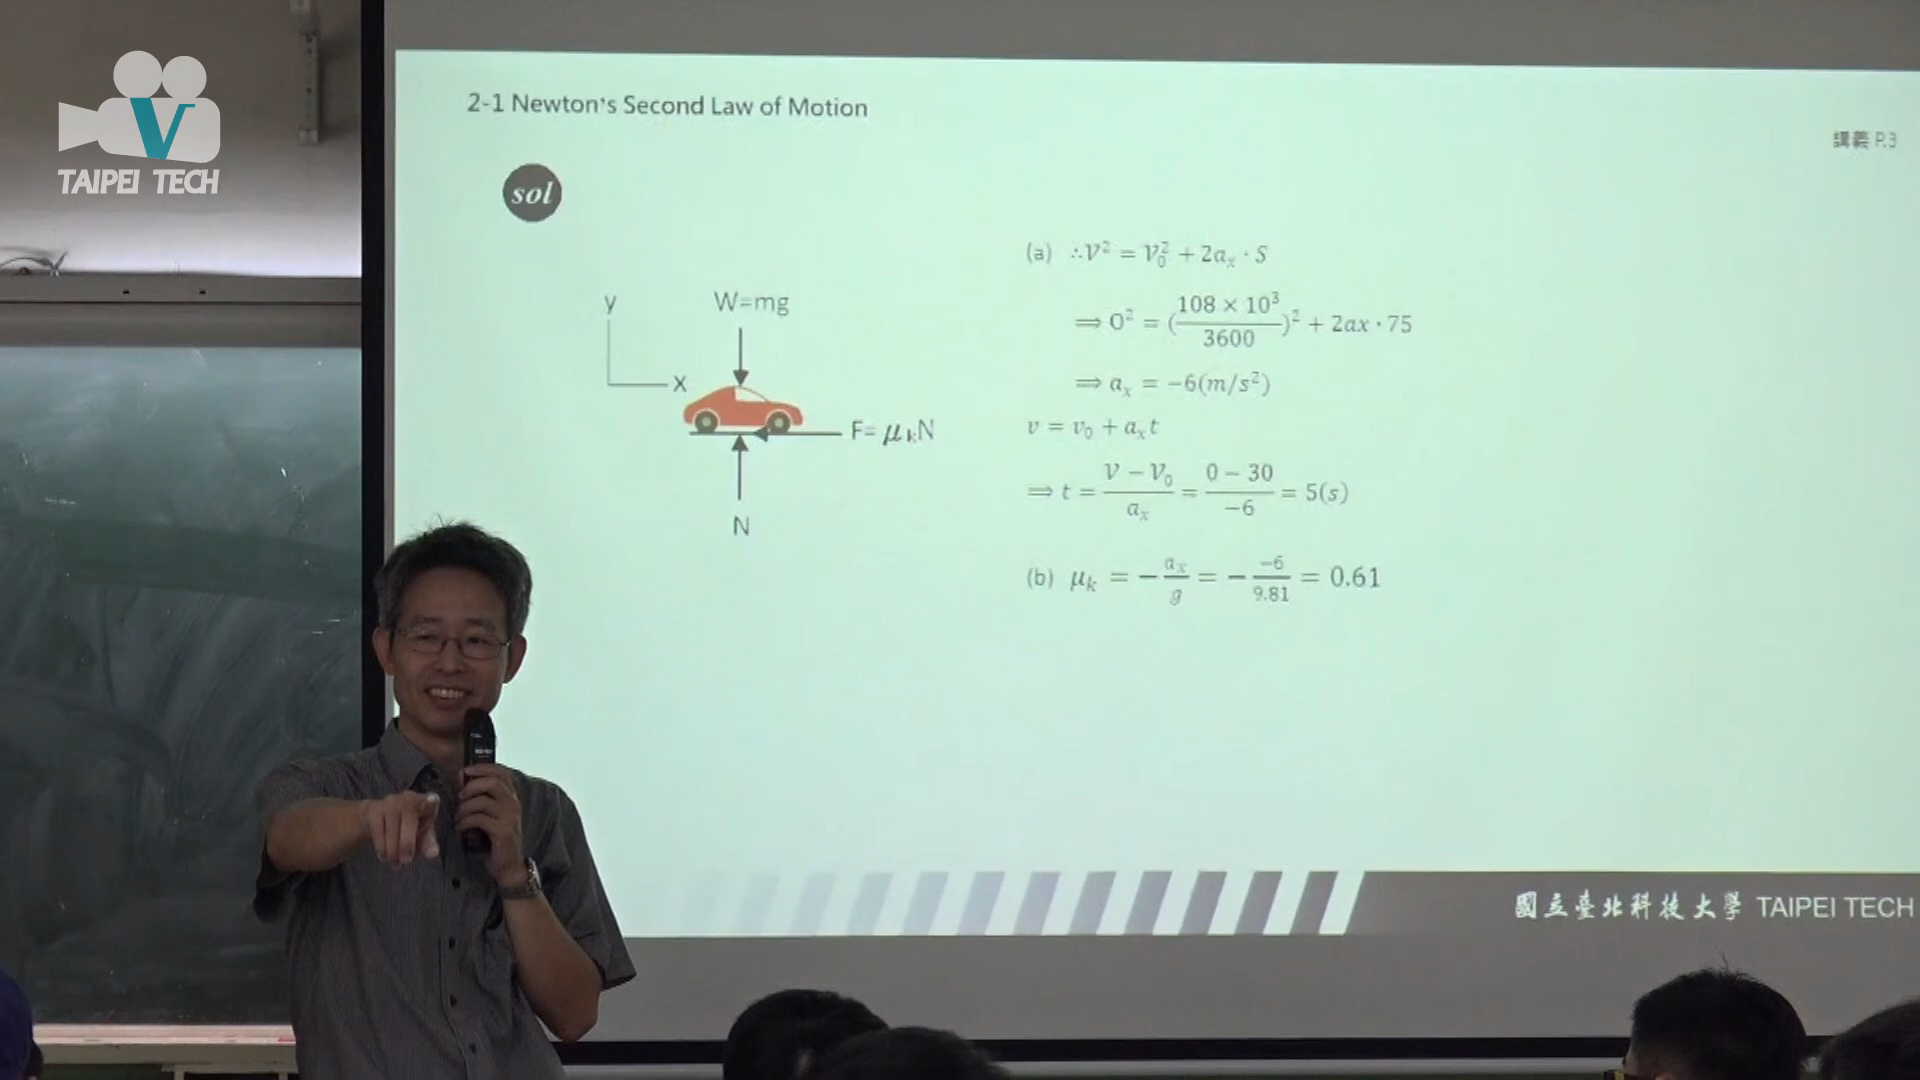 V
TAIPEI TECH
2-1 Newton's Second Law of Motion
講義 P.3
sol
y
W=mg
x
F= μₖN
N
(a) ∴V² = V₀² + 2aₓ · S
⟹ 0² = (108 × 10³/3600)² + 2ax · 75
⟹ aₓ = −6(m/s²)
v = v₀ + aₓt
⟹ t = (V − V₀)/aₓ = (0 − 30)/−6 = 5(s)
(b) μₖ = −aₓ/g = − −6/9.81 = 0.61
國立臺北科技大學 TAIPEI TECH